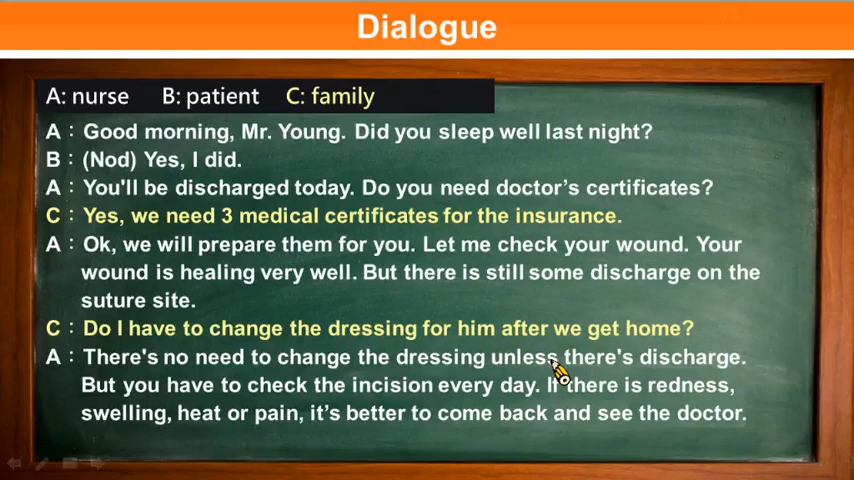 Dialogue
A: nurse B: patient C: family
A：Good morning, Mr. Young. Did you sleep well last night?
B：(Nod) Yes, I did.
A：You'll be discharged today. Do you need doctor's certificates?
C：Yes, we need 3 medical certificates for the insurance.
A：Ok, we will prepare them for you. Let me check your wound. Your
wound is healing very well. But there is still some discharge on the
suture site.
C：Do I have to change the dressing for him after we get home?
A：There's no need to change the dressing unless there's discharge.
But you have to check the incision every day. If there is redness,
swelling, heat or pain, it's better to come back and see the doctor.